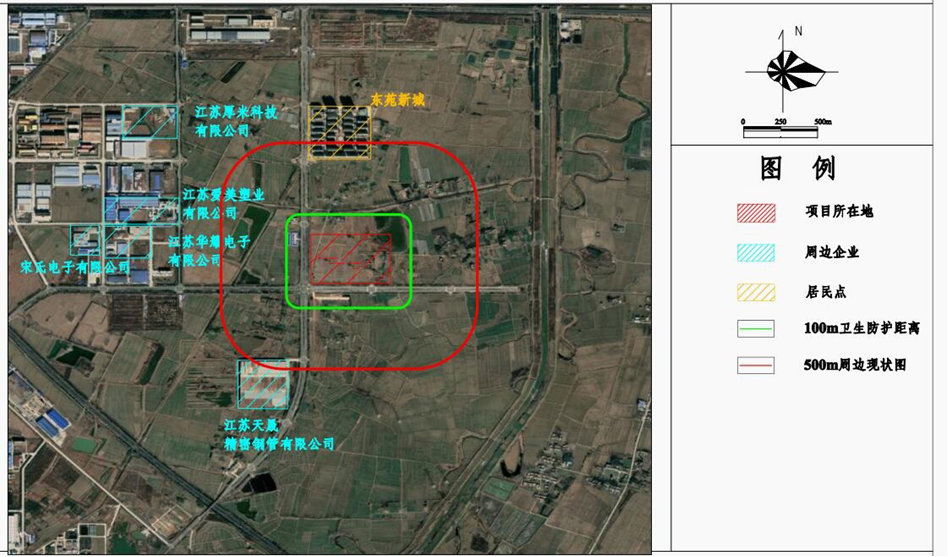 东苑新城
江苏厚米科技
有限公司
江苏爱美塑业
有限公司
江苏华耀电子
有限公司
宋氏电子有限公司
江苏天晟
精密钢管有限公司
N
0 250 500m
图 例
项目所在地
周边企业
居民点
100m卫生防护距离
500m周边现状图